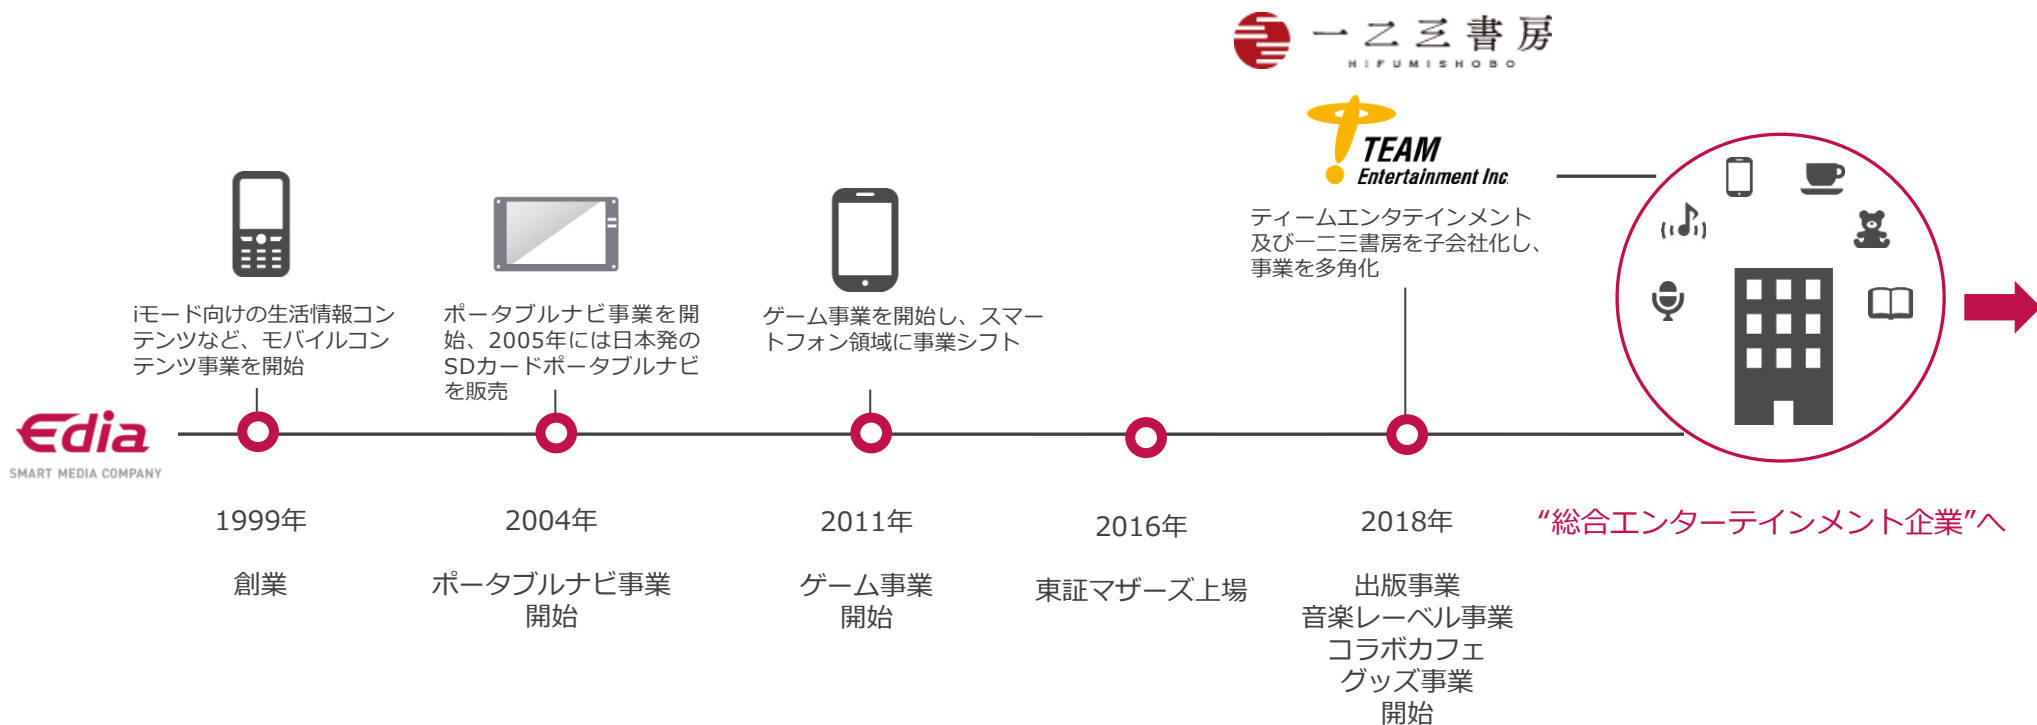 一二三書房
HIFUMISHOBO
TEAM
Entertainment Inc.
ティームエンタテインメント
及び一二三書房を子会社化し、
事業を多角化
iモード向けの生活情報コン
テンツなど、モバイルコン
テンツ事業を開始
ポータブルナビ事業を開
始、2005年には日本発の
SDカードポータブルナビ
を販売
ゲーム事業を開始し、スマー
トフォン領域に事業シフト
Edia
SMART MEDIA COMPANY
1999年
創業
2004年
ポータブルナビ事業
開始
2011年
ゲーム事業
開始
2016年
東証マザーズ上場
2018年
出版事業
音楽レーベル事業
コラボカフェ
グッズ事業
開始
“総合エンターテインメント企業”へ